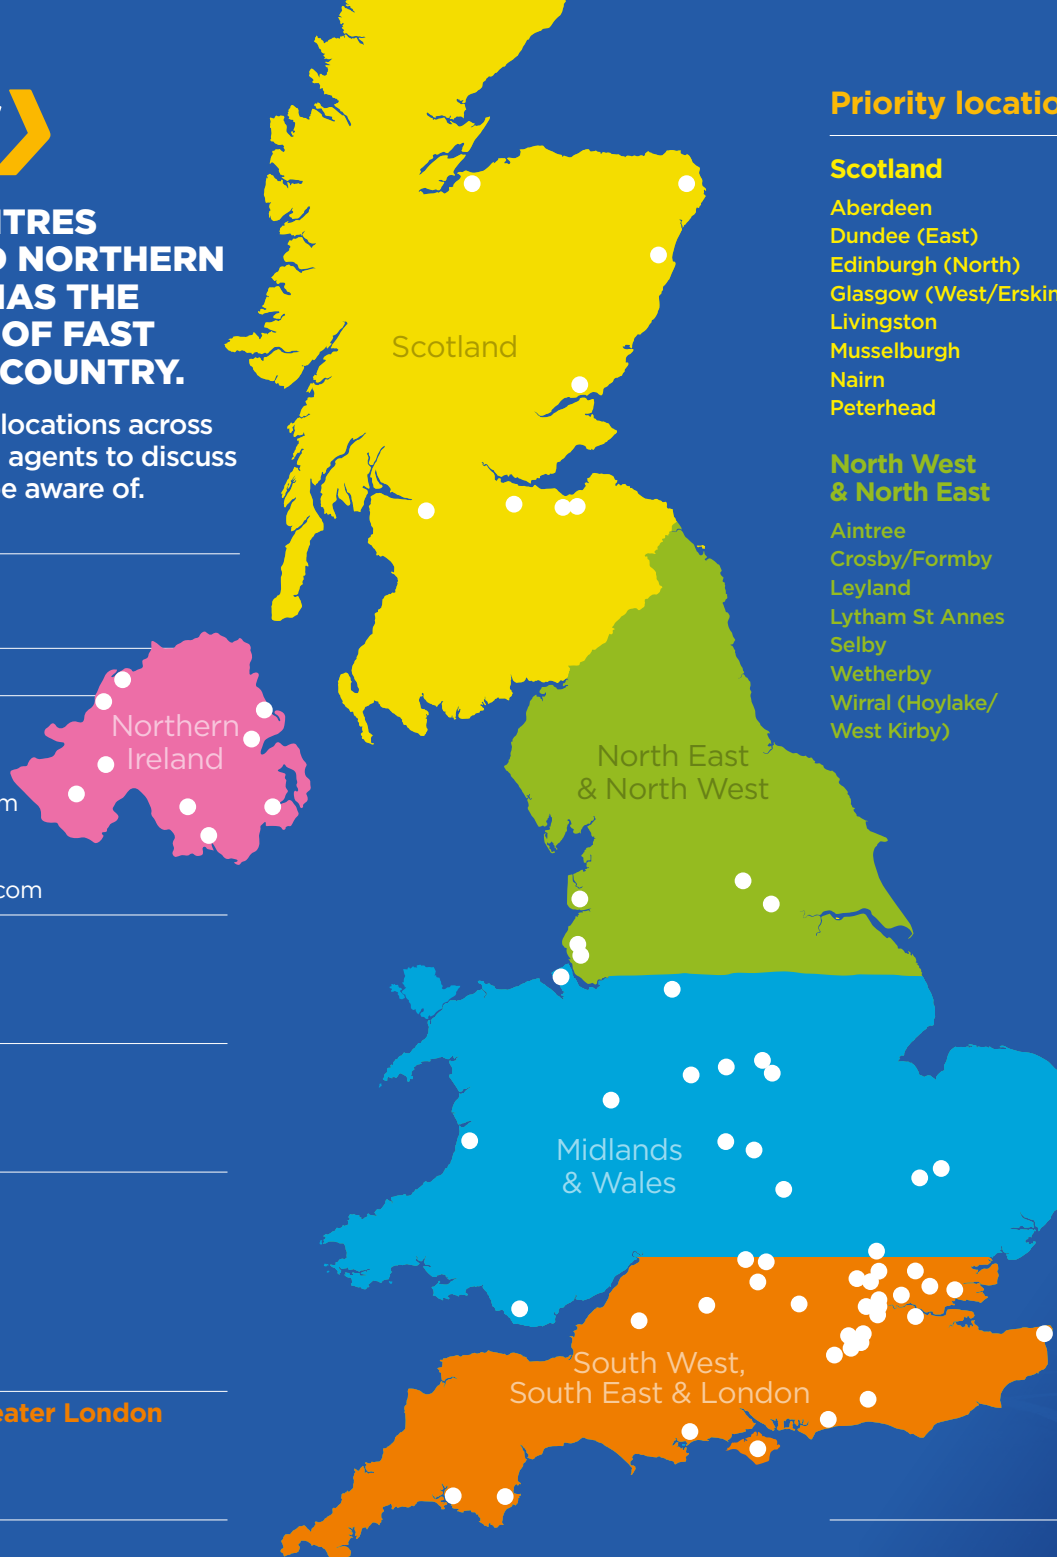 ITRES
NORTHERN
HAS THE
OF FAST
COUNTRY.
locations across
agents to discuss
e aware of.
m
com
eater London
Scotland
Northern
Ireland
North East
& North West
Midlands
& Wales
South West,
South East & London
Priority locatio
Scotland
Aberdeen
Dundee (East)
Edinburgh (North)
Glasgow (West/Erskin
Livingston
Musselburgh
Nairn
Peterhead
North West
& North East
Aintree
Crosby/Formby
Leyland
Lytham St Annes
Selby
Wetherby
Wirral (Hoylake/
West Kirby)